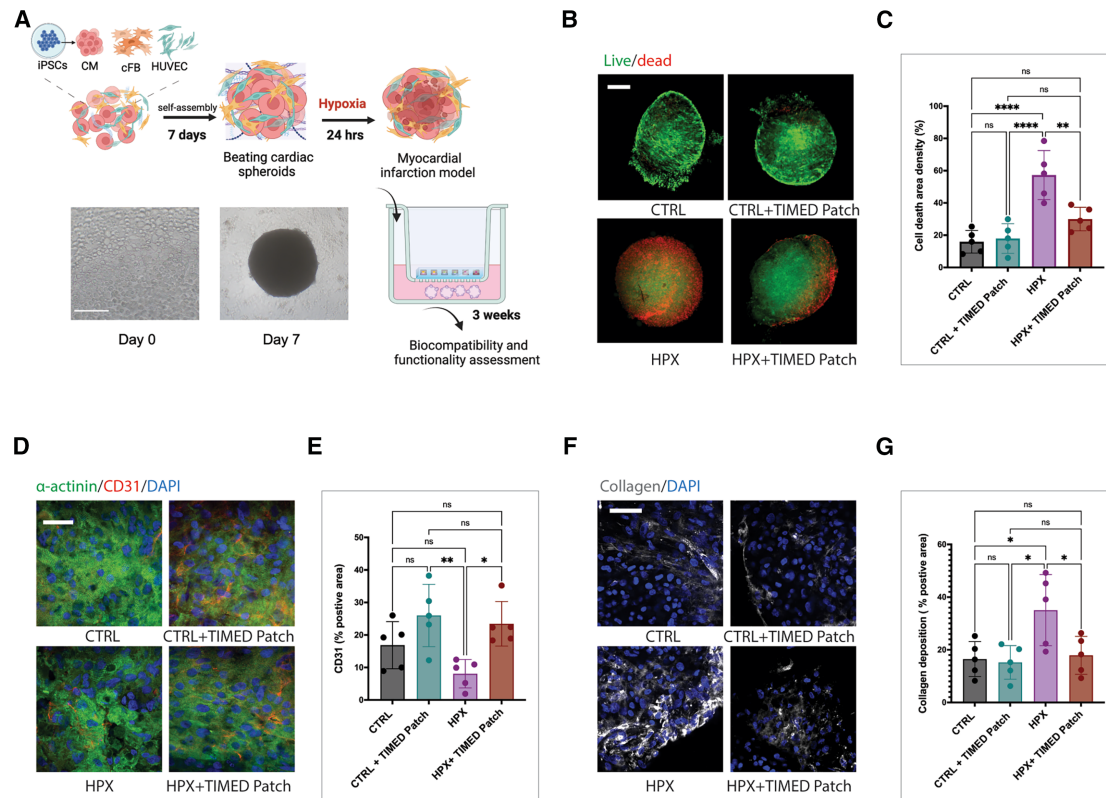 A
iPSCs
CM
cFB
HUVEC
self-assembly
7 days
Hypoxia
24 hrs
Beating cardiac
spheroids
Myocardial
infarction model
Day 0
Day 7
3 weeks
Biocompatibility and
functionality assessment
B
Live/dead
CTRL
CTRL+TIMED Patch
HPX
HPX+TIMED Patch
C
ns
ns
****
ns
****
**
Cell death area density (%)
100
80
60
40
20
0
CTRL
CTRL + TIMED Patch
HPX
HPX+ TIMED Patch
D
α-actinin/CD31/DAPI
CTRL
CTRL+TIMED Patch
HPX
HPX+TIMED Patch
E
ns
ns
ns
ns
**
*
CD31 (% postive area)
50
40
30
20
10
0
CTRL
CTRL + TIMED Patch
HPX
HPX+ TIMED Patch
F
Collagen/DAPI
CTRL
CTRL+TIMED Patch
HPX
HPX+TIMED Patch
G
ns
ns
*
ns
*
*
Collagen deposition ( % postive area)
60
40
20
0
CTRL
CTRL + TIMED Patch
HPX
HPX+ TIMED Patch